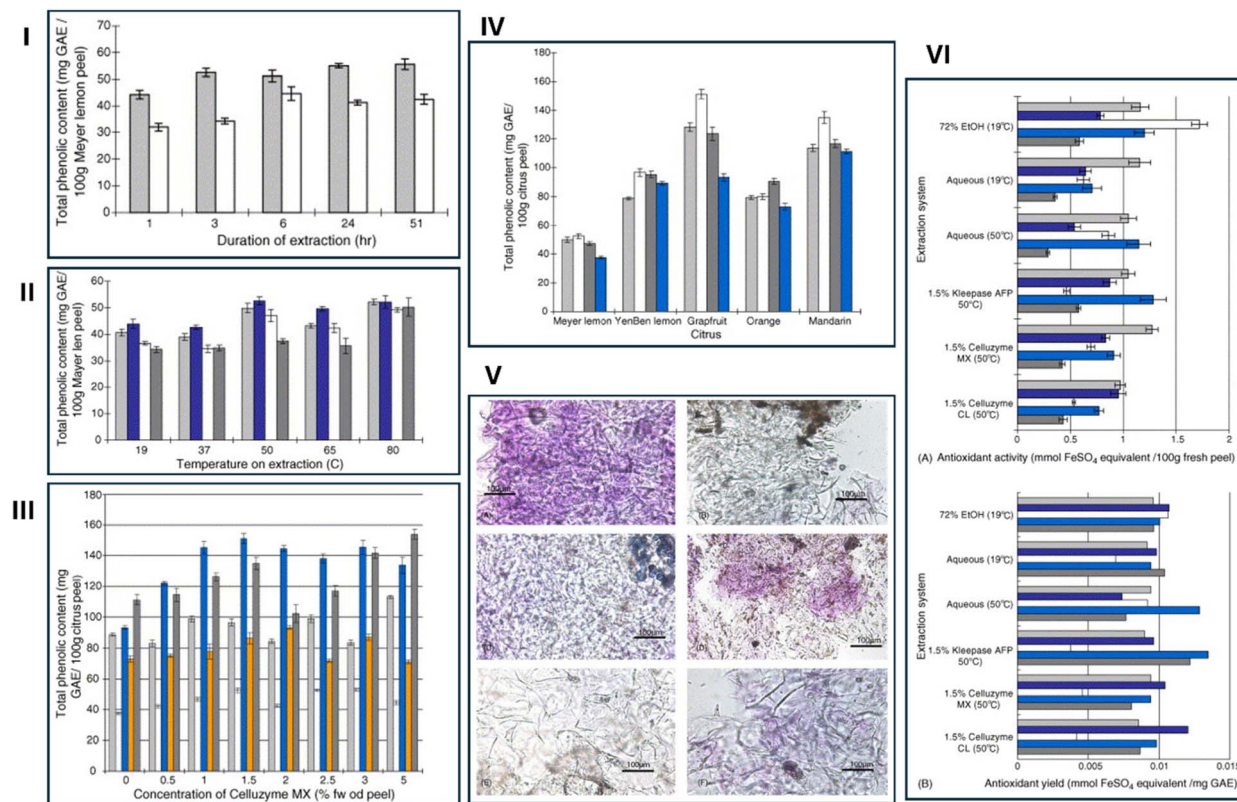 I
Total phenolic content (mg GAE /
100g Meyer lemon peel)
70
60
50
40
30
20
10
0
1 3 6 24 51
Duration of extraction (hr)
II
Total phenolic content (mg GAE/
100g Mayer len peel)
60
50
40
30
20
10
0
19 37 50 65 80
Temperature on extraction (C)
III
Total phenolic content (mg
GAE/ 100g citrus peel)
180
160
140
120
100
80
60
40
20
0
0 0.5 1 1.5 2 2.5 3 5
Concentration of Celluzyme MX (% fw od peel)
IV
Total phenolic content (mg GAE/
100g citrus peel)
160
140
120
100
80
60
40
20
0
Meyer lemon YenBen lemon Grapfruit Orange Mandarin
Citrus
V
100µm
(A)
100µm
(B)
100µm
100µm
(D)
100µm
(E)
100µm
(F)
VI
Extraction system
72% EtOH (19°C)
Aqueous (19°C)
Aqueous (50°C)
1.5% Kleepase AFP
50°C)
1.5% Celluzyme
MX (50°C)
1.5% Celluzyme
CL (50°C)
0 0.5 1 1.5 2
(A) Antioxidant activity (mmol FeSO₄ equivalent /100g fresh peel)
Extraction system
72% EtOH (19°C)
Aqueous (19°C)
Aqueous (50°C)
1.5% Kleepase AFP
50°C)
1.5% Celluzyme
MX (50°C)
1.5% Celluzyme
CL (50°C)
0 0.005 0.01 0.015
(B) Antioxidant yield (mmol FeSO₄ equivalent /mg GAE)